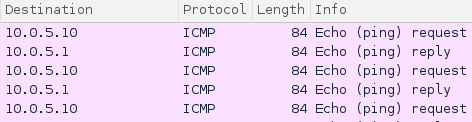 Destination Protocol Length Info
10.0.5.10 ICMP 84 Echo (ping) request
10.0.5.1 ICMP 84 Echo (ping) reply
10.0.5.10 ICMP 84 Echo (ping) request
10.0.5.1 ICMP 84 Echo (ping) reply
10.0.5.10 ICMP 84 Echo (ping) request